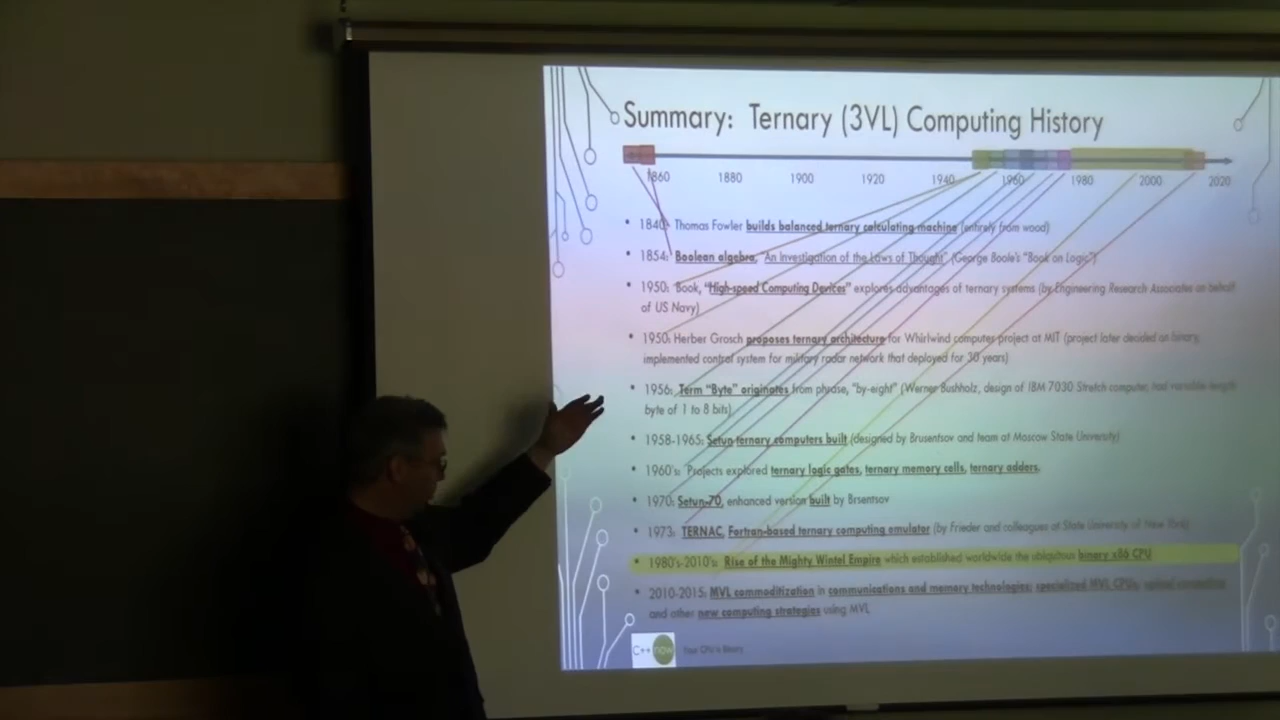 Summary: Ternary (3VL) Computing History
1860 1880 1900 1920 1940 1960 1980 2000 2020
• 1840: Thomas Fowler builds balanced ternary calculating machine (entirely from wood)
• 1854: Boolean algebra, "An Investigation of the Laws of Thought" (George Boole's "Book on Logic")
• 1950: Book, "High-speed Computing Devices" explores advantages of ternary systems (by Engineering Research Associates on behalf
of US Navy)
• 1950: Herber Grosch proposes ternary architecture for Whirlwind computer project at MIT (project later decided on binary,
implemented control system for military radar network that deployed for 30 years)
• 1956: Term "Byte" originates from phrase, "by-eight" (Werner Bushholz, design of IBM 7030 Stretch computer, had variable-length
byte of 1 to 8 bits)
• 1958-1965: Setun ternary computers built (designed by Brusentsov and team at Moscow State University)
• 1960's: Projects explored ternary logic gates, ternary memory cells, ternary adders.
• 1970: Setun-70, enhanced version built by Brsentsov
• 1973: TERNAC, Fortran-based ternary computing emulator (by Frieder and colleagues at State University of New York)
• 1980's-2010's: Rise of the Mighty Wintel Empire which established worldwide the ubiquitous binary x86 CPU
• 2010-2015: MVL commoditization in communications and memory technologies; specialized MVL CPUs;
and other new computing strategies using MVL
C++ now Your CPU is Binary